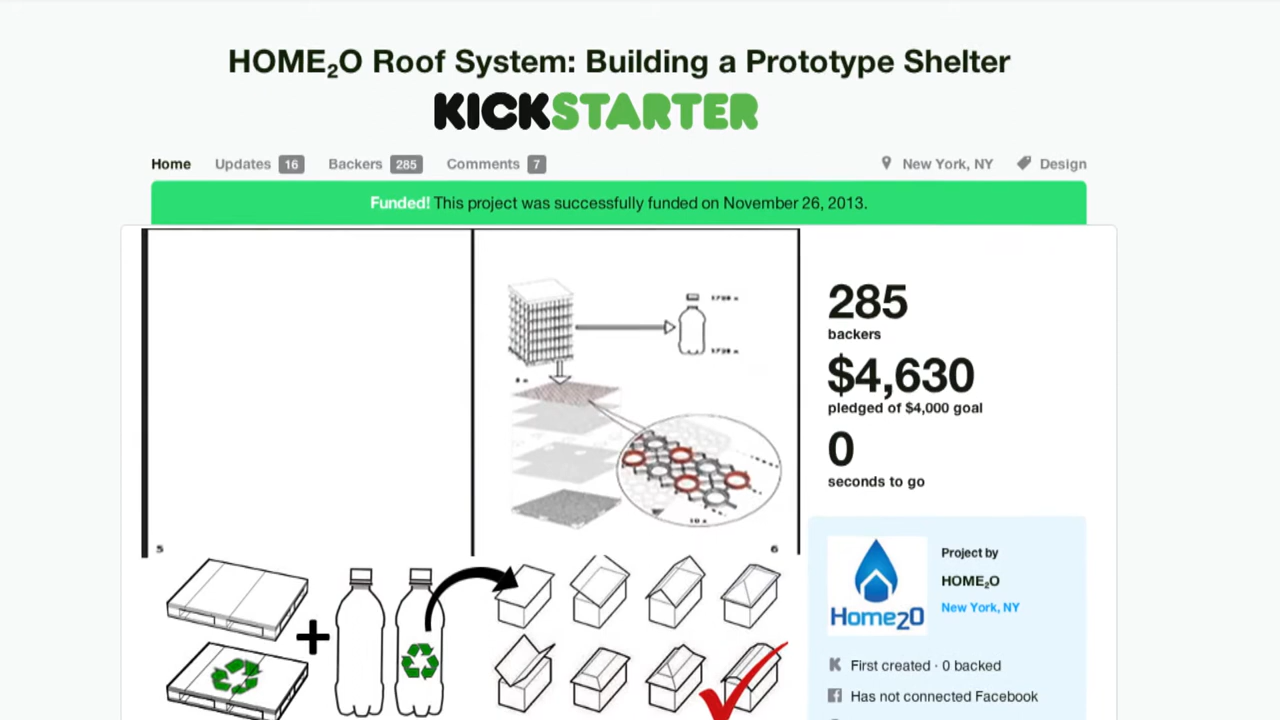 HOME₂O Roof System: Building a Prototype Shelter
KICKSTARTER
Home Updates 16 Backers 285 Comments 7 New York, NY Design
Funded! This project was successfully funded on November 26, 2013.
285
backers
$4,630
pledged of $4,000 goal
0
seconds to go
5
6
10 x
Project by
HOME₂O
New York, NY
Home2O
First created · 0 backed
Has not connected Facebook